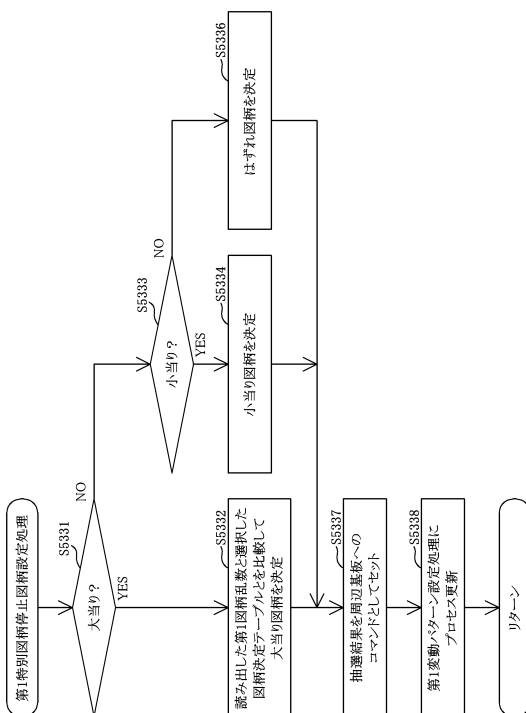 第1特別図柄停止図柄設定処理
S5331
大当り?
NO
YES
S5333
小当り?
NO
YES
S5332
読み出した第1図柄乱数と選択した
図柄決定テーブルとを比較して
大当り図柄を決定
S5334
小当り図柄を決定
S5336
はずれ図柄を決定
S5337
抽選結果を周辺基板への
コマンドとしてセット
S5338
第1変動パターン設定処理に
プロセス更新
リターン